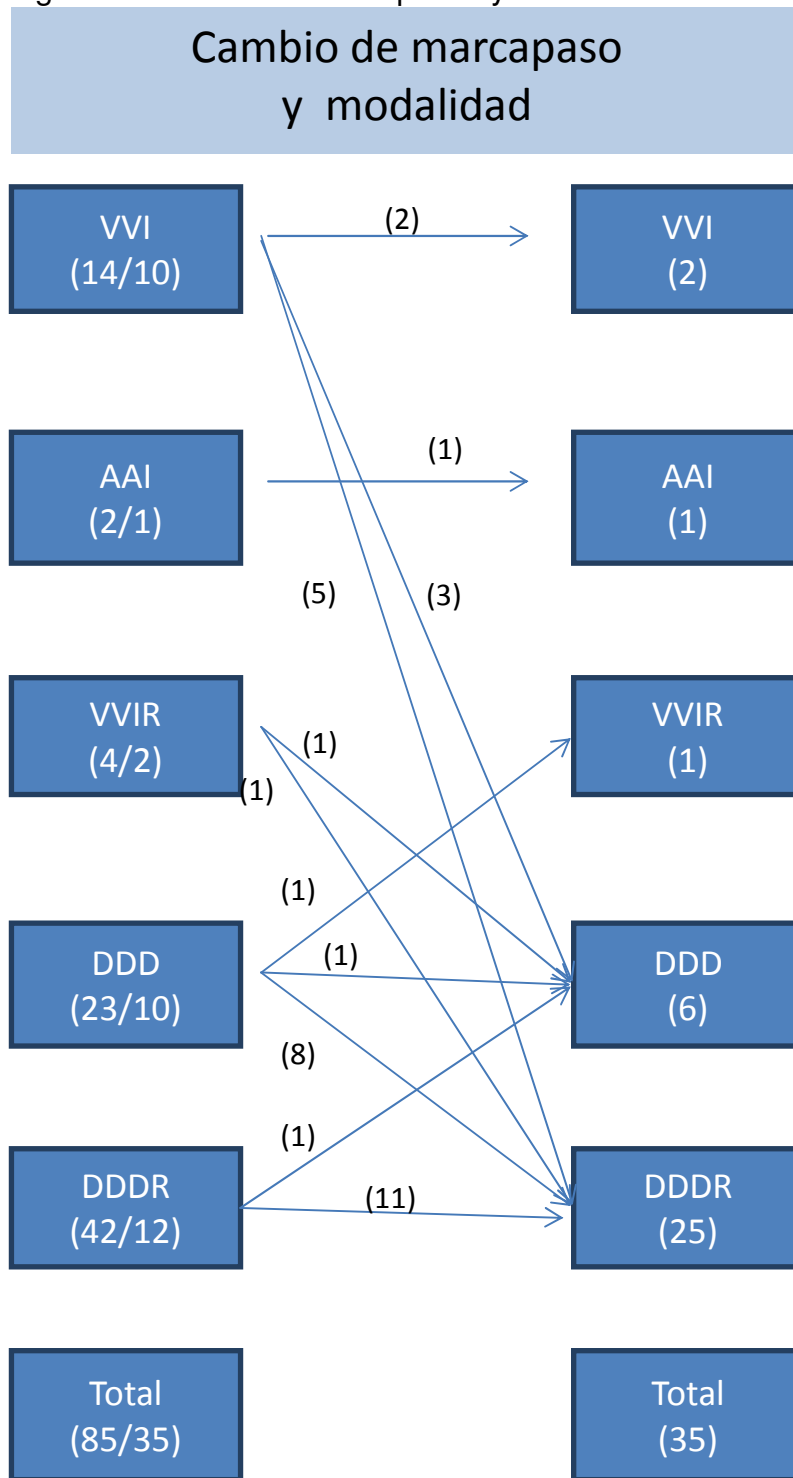 Cambio de marcapaso
y modalidad
VVI
(14/10)
(2)
VVI
(2)
AAI
(2/1)
(1)
AAI
(1)
(5)
(3)
VVIR
(4/2)
(1)
(1)
VVIR
(1)
(1)
DDD
(23/10)
(1)
DDD
(6)
(8)
(1)
DDDR
(42/12)
(11)
DDDR
(25)
Total
(85/35)
Total
(35)